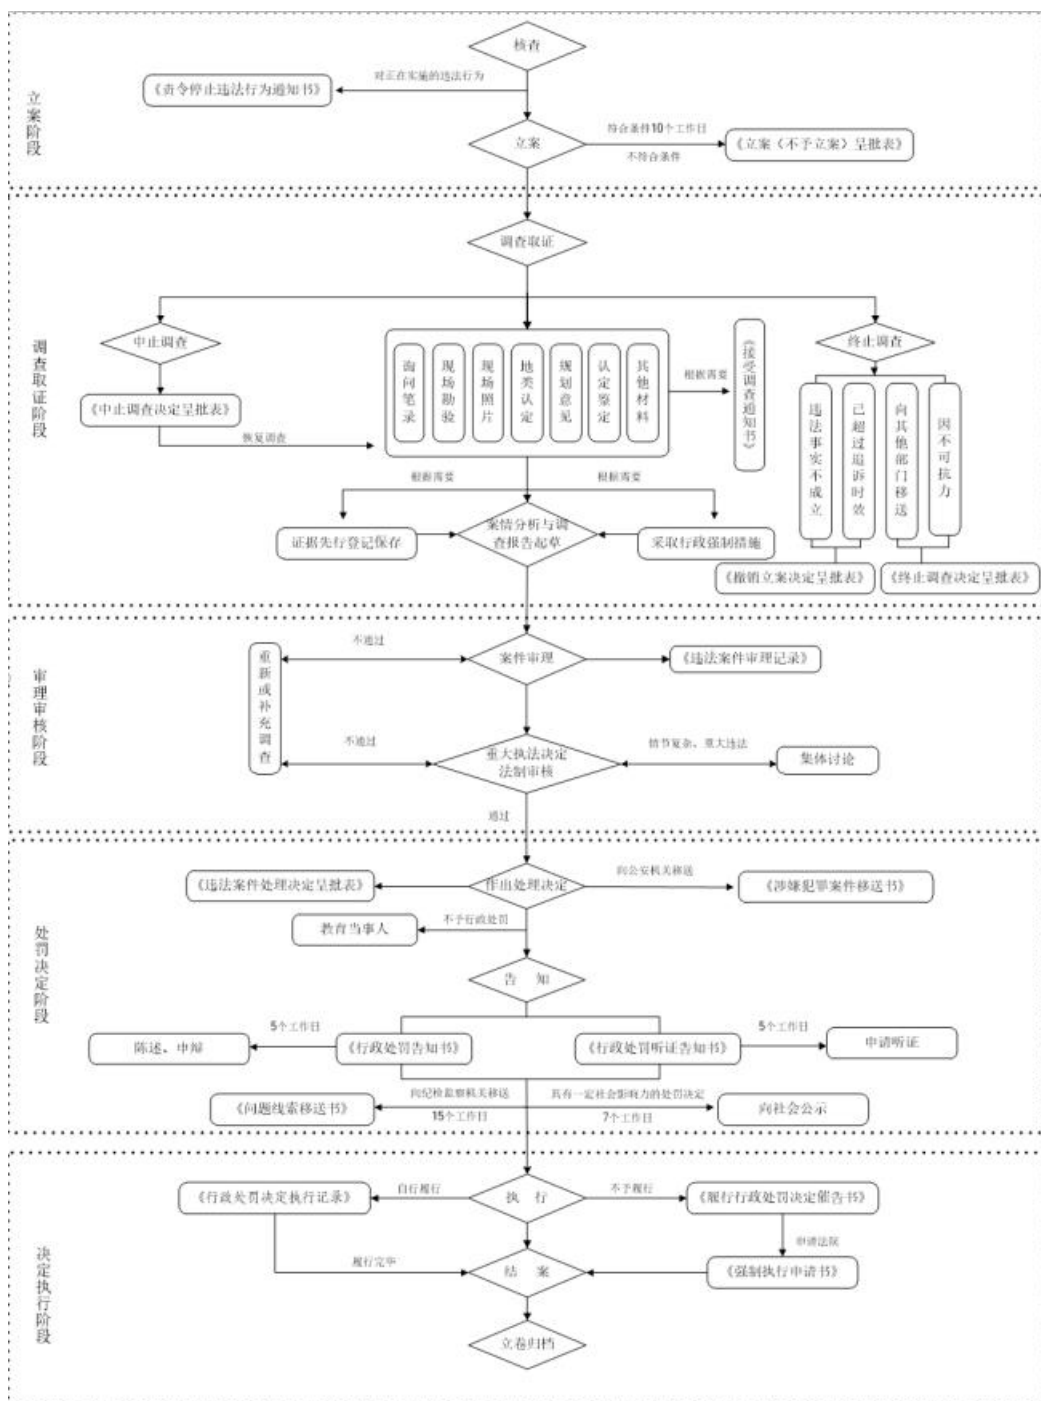 立案阶段
核查
对正在实施的违法行为
《责令停止违法行为通知书》
立案
符合条件10个工作日
不符合条件
《立案（不予立案）呈批表》
调查取证阶段
调查取证
中止调查
《中止调查决定呈批表》
恢复调查
询问笔录
现场勘验
现场照片
地类认定
规划意见
认定鉴定
其他材料
根据需要
《接受调查通知书》
终止调查
违法事实不成立
已超过追诉时效
向其他部门移送
因不可抗力
《撤销立案决定呈批表》
《终止调查决定呈批表》
根据需要
根据需要
证据先行登记保存
案情分析与调
查报告起草
采取行政强制措施
审理审核阶段
不通过
案件审理
《违法案件审理记录》
重新或补充调查
不通过
重大执法决定
法制审核
情节复杂、重大违法
集体讨论
通过
处罚决定阶段
《违法案件处理决定呈批表》
作出处理决定
向公安机关移送
《涉嫌犯罪案件移送书》
教育当事人
不予行政处罚
告 知
陈述、申辩
5个工作日
《行政处罚告知书》
《行政处罚听证告知书》
5个工作日
申请听证
《问题线索移送书》
向纪检监察机关移送
15个工作日
具有一定社会影响力的处罚决定
7个工作日
向社会公示
决定执行阶段
《行政处罚决定执行记录》
自行履行
执 行
不予履行
《履行行政处罚决定催告书》
申请法院
履行完毕
结 案
《强制执行申请书》
立卷归档